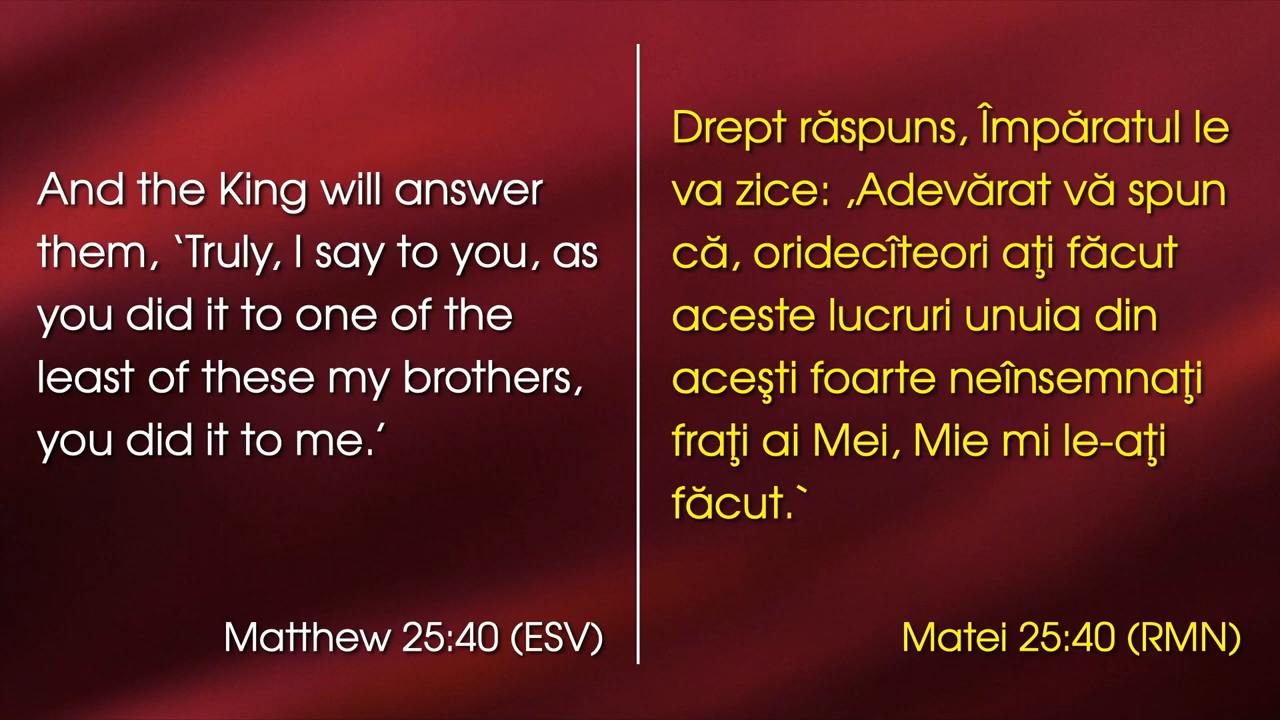 And the King will answer
them, ‘Truly, I say to you, as
you did it to one of the
least of these my brothers,
you did it to me.’
Matthew 25:40 (ESV)
Drept răspuns, Împăratul le
va zice: ,Adevărat vă spun
că, oridecîteori aţi făcut
aceste lucruri unuia din
aceşti foarte neînsemnaţi
fraţi ai Mei, Mie mi le-aţi
făcut.`
Matei 25:40 (RMN)